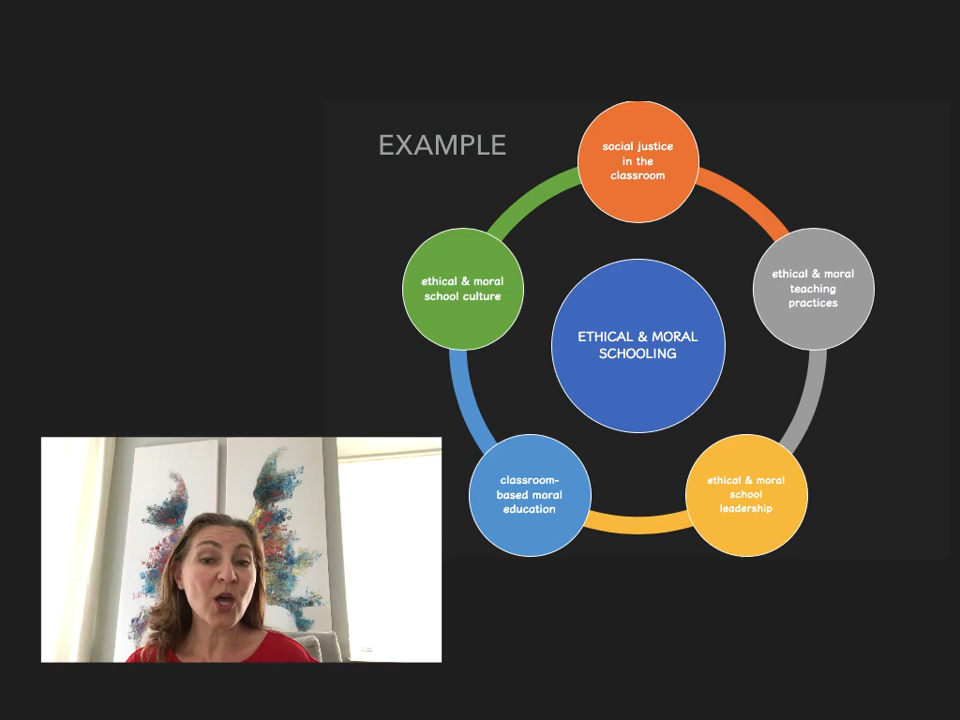 EXAMPLE
social justice
in the
classroom
ethical & moral
teaching
practices
ethical & moral
school
leadership
classroom-
based moral
education
ethical & moral
school culture
ETHICAL & MORAL
SCHOOLING